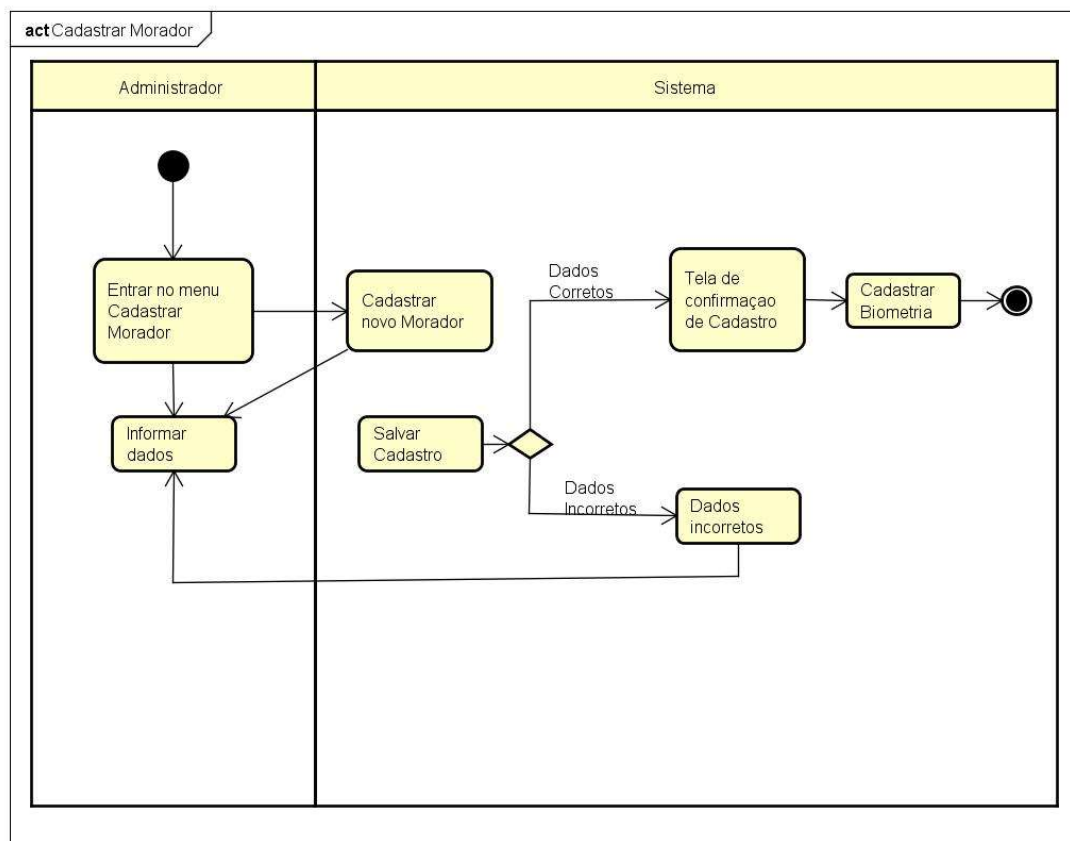 act Cadastrar Morador
Administrador
Sistema
Entrar no menu
Cadastrar
Morador
Cadastrar
novo Morador
Dados
Corretos
Tela de
confirmaçao
de Cadastro
Cadastrar
Biometria
Informar
dados
Salvar
Cadastro
Dados
Incorretos
Dados
incorretos